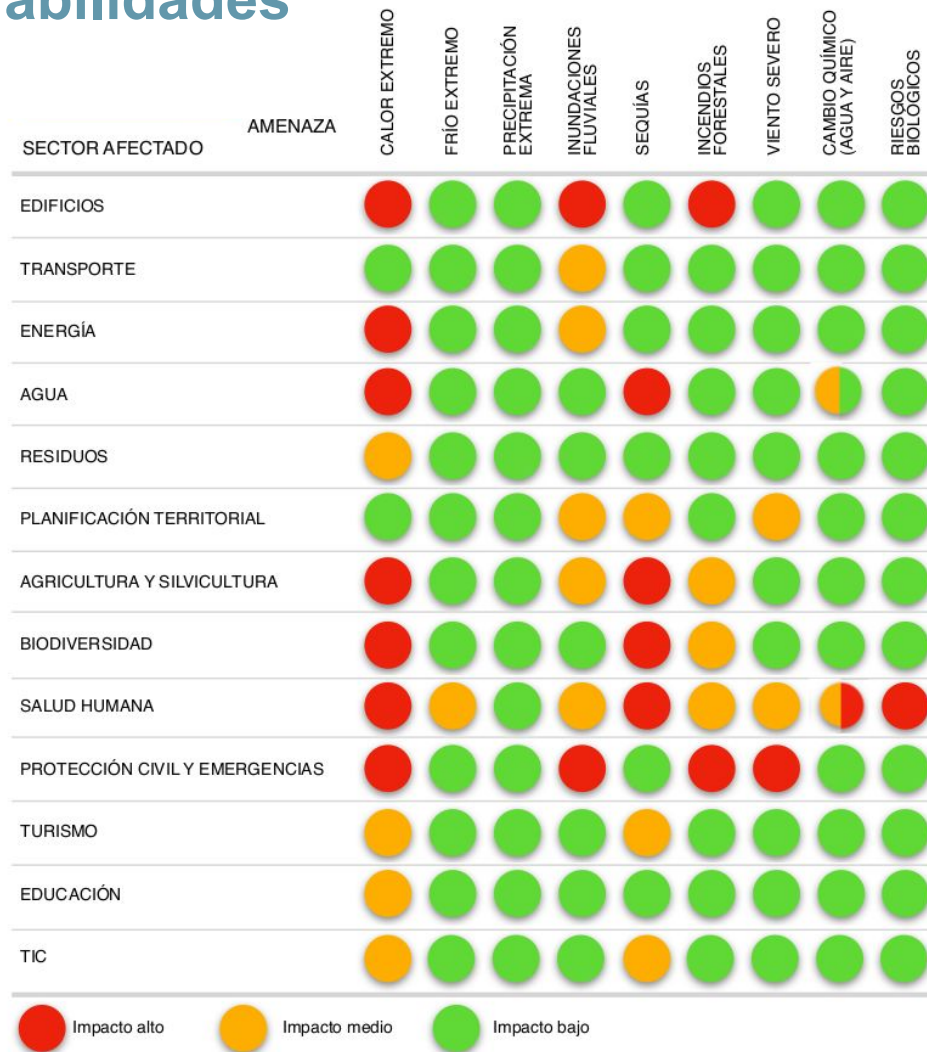 abilidades
AMENAZA
SECTOR AFECTADO
CALOR EXTREMO
FRÍO EXTREMO
PRECIPITACIÓN
EXTREMA
INUNDACIONES
FLUVIALES
SEQUÍAS
INCENDIOS
FORESTALES
VIENTO SEVERO
CAMBIO QUÍMICO
(AGUA Y AIRE)
RIESGOS
BIOLÓGICOS
EDIFICIOS
TRANSPORTE
ENERGÍA
AGUA
RESIDUOS
PLANIFICACIÓN TERRITORIAL
AGRICULTURA Y SILVICULTURA
BIODIVERSIDAD
SALUD HUMANA
PROTECCIÓN CIVIL Y EMERGENCIAS
TURISMO
EDUCACIÓN
TIC
Impacto alto
Impacto medio
Impacto bajo